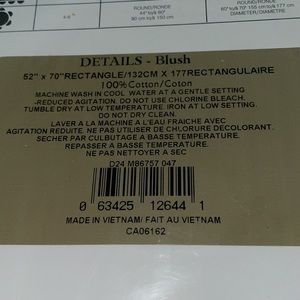 ROUND/RONDE
DETAILS - Blush
52" x 70"RECTANGLE/132CM X 177RECTANGULAIRE
100% Cotton/Coton
MACHINE WASH IN COOL WATER AT A GENTLE SETTING
-REDUCED AGITATION. DO NOT USE CHLORINE BLEACH.
TUMBLE DRY AT LOW TEMPERATURE. IRON AT LOW SETTING.
DO NOT DRY CLEAN.
LAVER A LA MACHINE A L'EAU FRAICHE AVEC
AGITATION REDUITE. NE PAS UTILISER DE CHLORURE DECOLORANT.
SECHER PAR CULBUTAGE A BASSE TEMPERATURE.
REPASSER A BASSE TEMPERATURE.
NE PAS NETTOYER A SEC
D24 M86757 047
0 63425 12644 1
MADE IN VIETNAM/ FAIT AU VIETNAM
CA06162